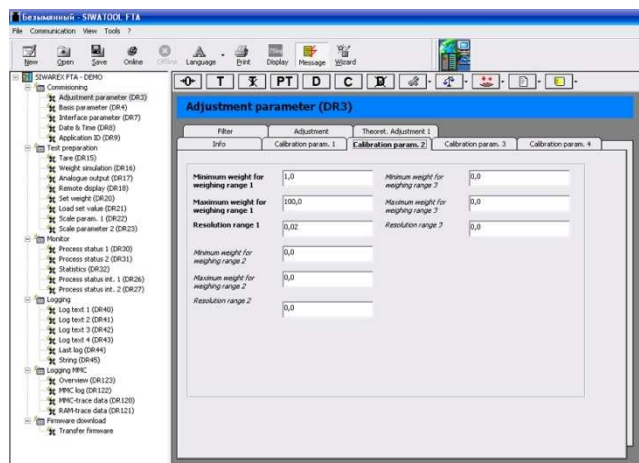 Безымянный - SIWATOOL FTA
File Communication View Tools ?
New Open Save Online Offline Language Print Display Message Wizard
SIWAREX FTA - DEMO
Commisioning
Adjustment parameter (DR3)
Basis parameter (DR4)
Interface parameter (DR7)
Date & Time (DR8)
Application ID (DR9)
Test preparation
Tare (DR15)
Weight simulation (DR16)
Analogue output (DR17)
Remote display (DR18)
Set weight (DR20)
Load set value (DR21)
Scale param. 1 (DR22)
Scale parameter 2 (DR23)
Monitor
Process status 1 (DR30)
Process status 2 (DR31)
Statistics (DR32)
Process status int. 1 (DR26)
Process status int. 2 (DR27)
Logging
Log text 1 (DR40)
Log text 2 (DR41)
Log text 3 (DR42)
Log text 4 (DR43)
Last log (DR44)
String (DR45)
Logging MMC
Overview (DR123)
MMC log (DR122)
MMC-trace data (DR120)
RAM-trace data (DR121)
Firmware download
Transfer firmware
0 T T PT D C D
Adjustment parameter (DR3)
Filter Adjustment Theoret. Adjustment 1
Info Calibration param. 1 Calibration param. 2 Calibration param. 3 Calibration param. 4
Minimum weight for weighing range 1 1,0
Maximum weight for weighing range 1 100,0
Resolution range 1 0,02
Minimum weight for weighing range 2 0,0
Maximum weight for weighing range 2 0,0
Resolution range 2 0,0
Minimum weight for weighing range 3 0,0
Maximum weight for weighing range 3 0,0
Resolution range 3 0,0